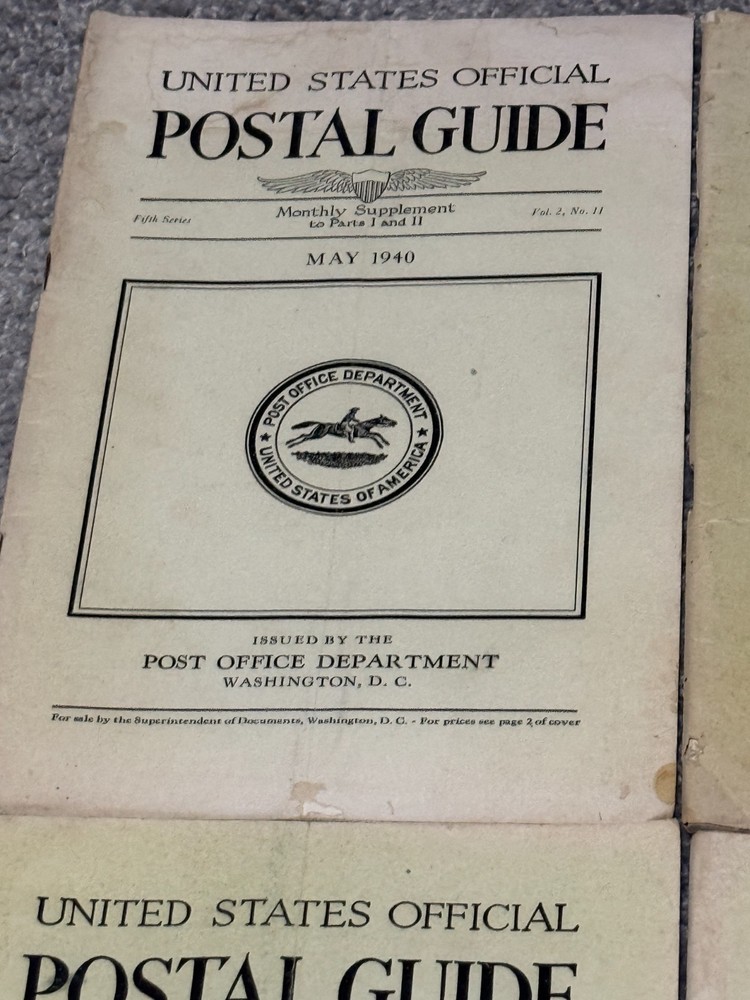 UNITED STATES OFFICIAL
POSTAL GUIDE
Fifth Series
Monthly Supplement
to Parts I and II
Vol. 2, No. 11
MAY 1940
POST OFFICE DEPARTMENT
★ UNITED STATES OF AMERICA ★
ISSUED BY THE
POST OFFICE DEPARTMENT
WASHINGTON, D. C.
For sale by the Superintendent of Documents, Washington, D. C. - For prices see page 2 of cover
UNITED STATES OFFICIAL
POSTAL GUIDE